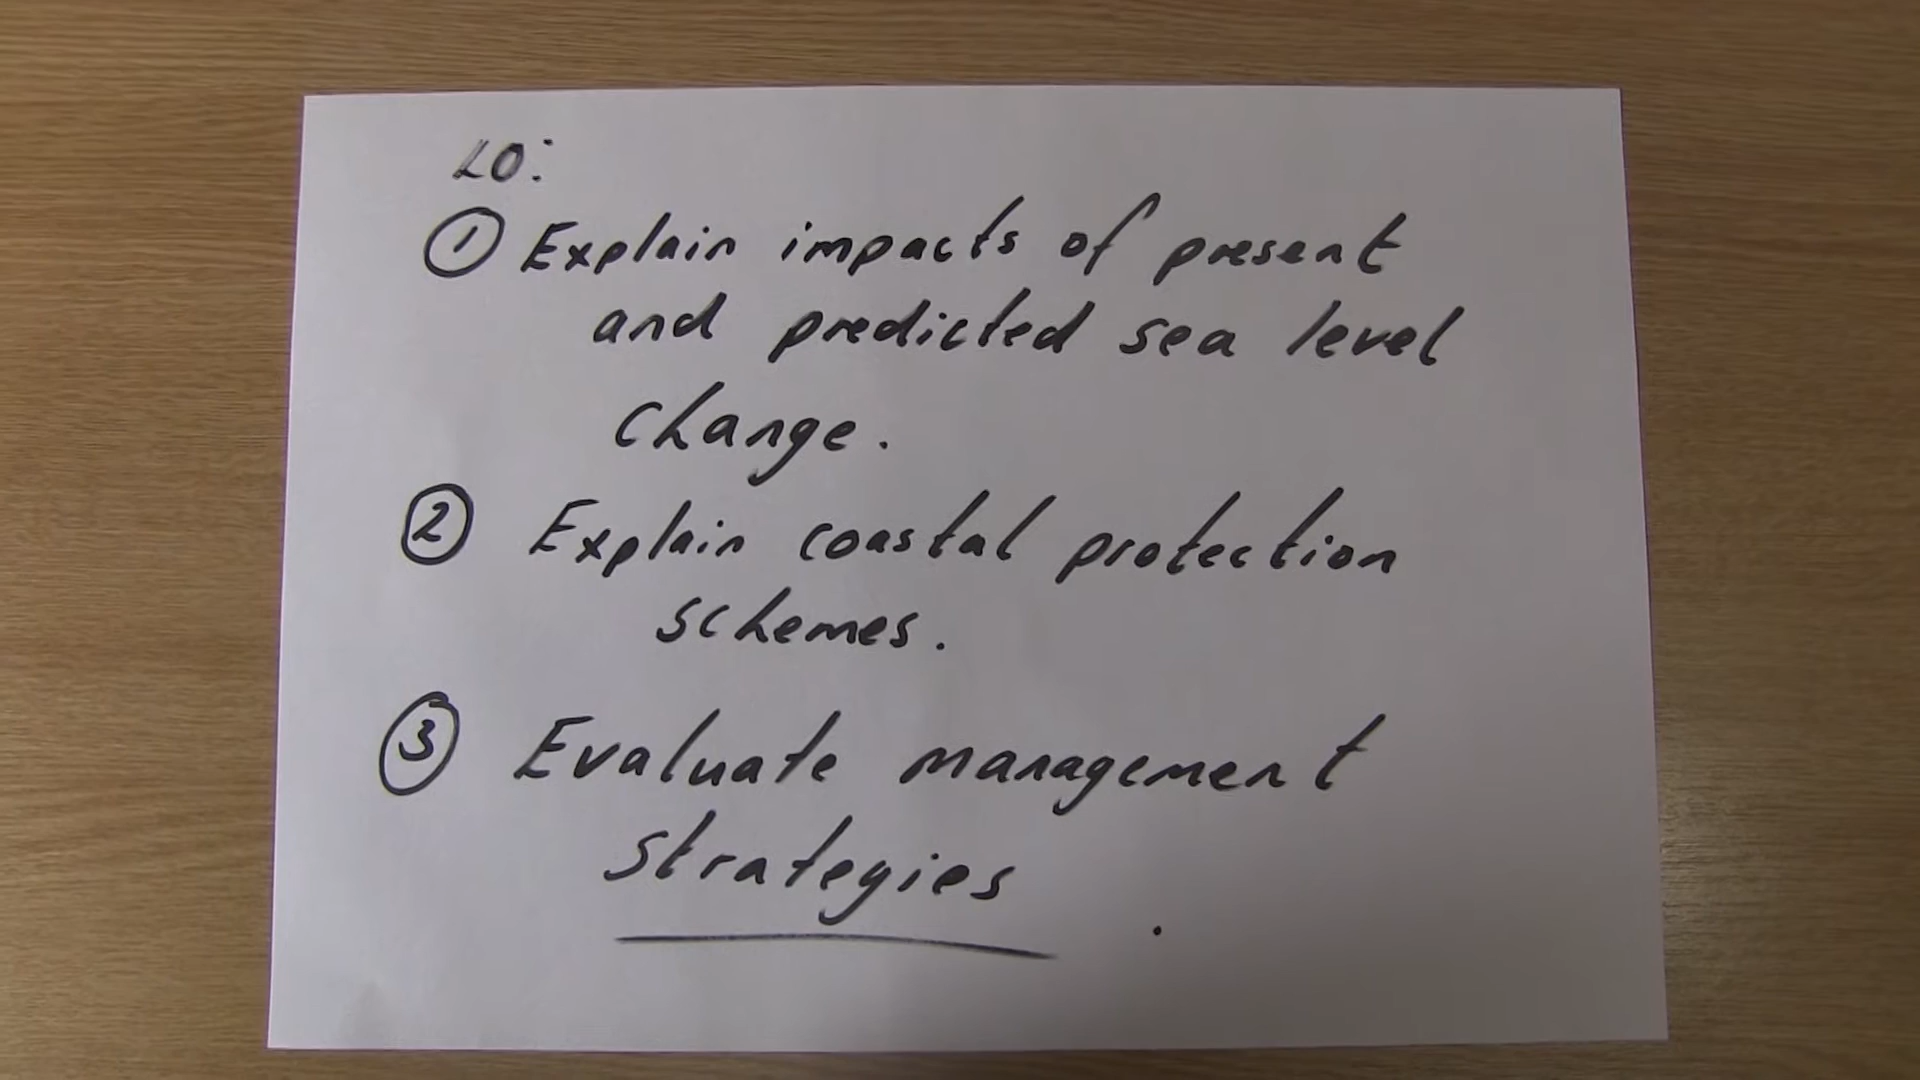 LO:
① Explain impacts of present
and predicted sea level
change.
② Explain coastal protection
schemes.
③ Evaluate management
strategies.